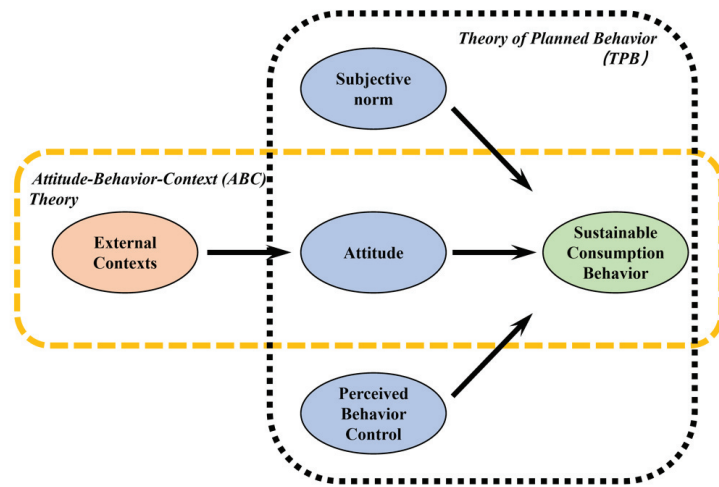 Theory of Planned Behavior
(TPB)
Subjective
norm
Attitude-Behavior-Context (ABC)
Theory
External
Contexts
Attitude
Sustainable
Consumption
Behavior
Perceived
Behavior
Control